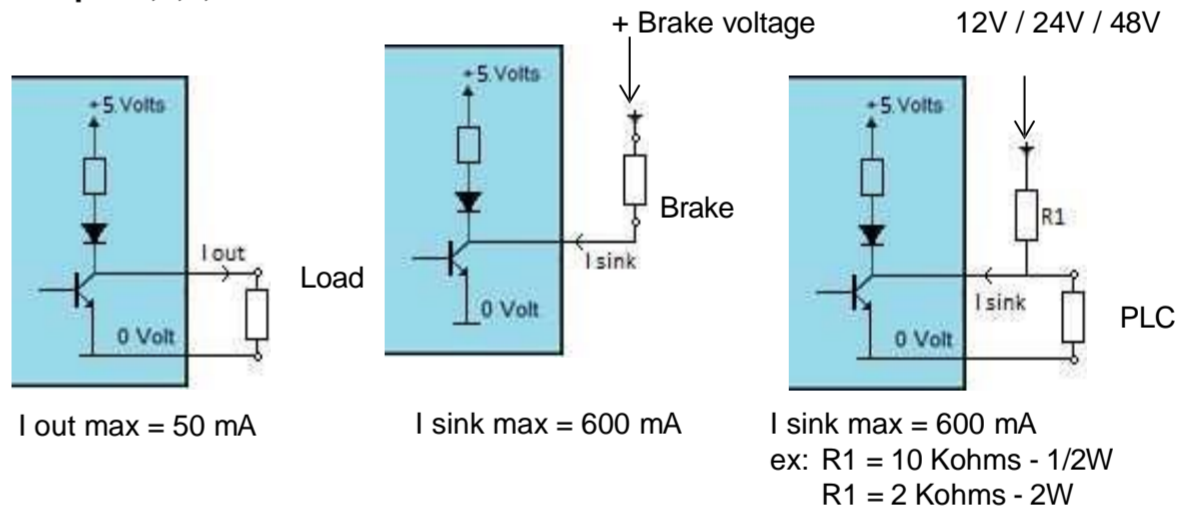 + Brake voltage
12V / 24V / 48V
+5.Volts
I out
Load
0 Volt
I out max = 50 mA
+5.Volts
Brake
I sink
0 Volt
I sink max = 600 mA
+5.Volts
R1
I sink
PLC
0 Volt
I sink max = 600 mA
ex: R1 = 10 Kohms - 1/2W
R1 = 2 Kohms - 2W